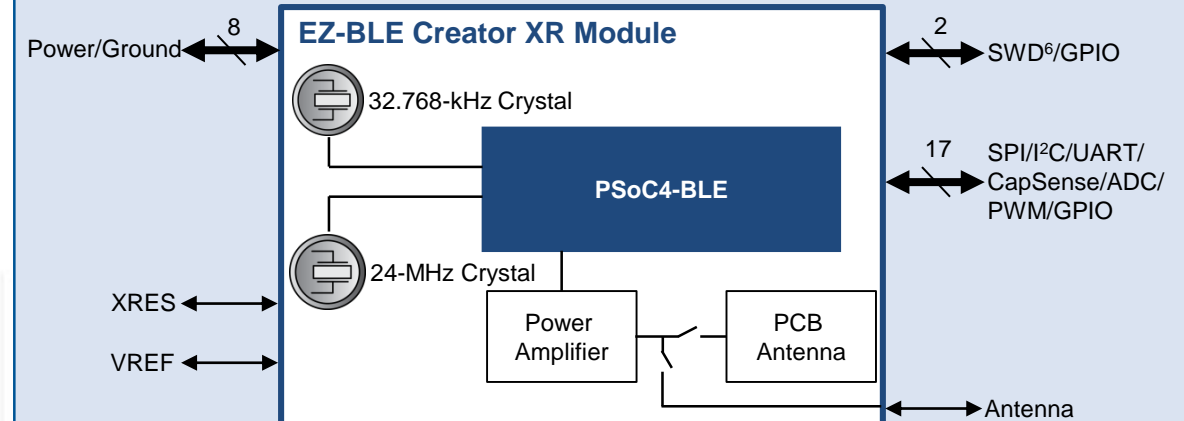 EZ-BLE Creator XR Module
8
Power/Ground
2
SWD⁶/GPIO
32.768-kHz Crystal
17
SPI/I²C/UART/
CapSense/ADC/
PWM/GPIO
PSoC4-BLE
24-MHz Crystal
XRES
VREF
Power
Amplifier
PCB
Antenna
Antenna